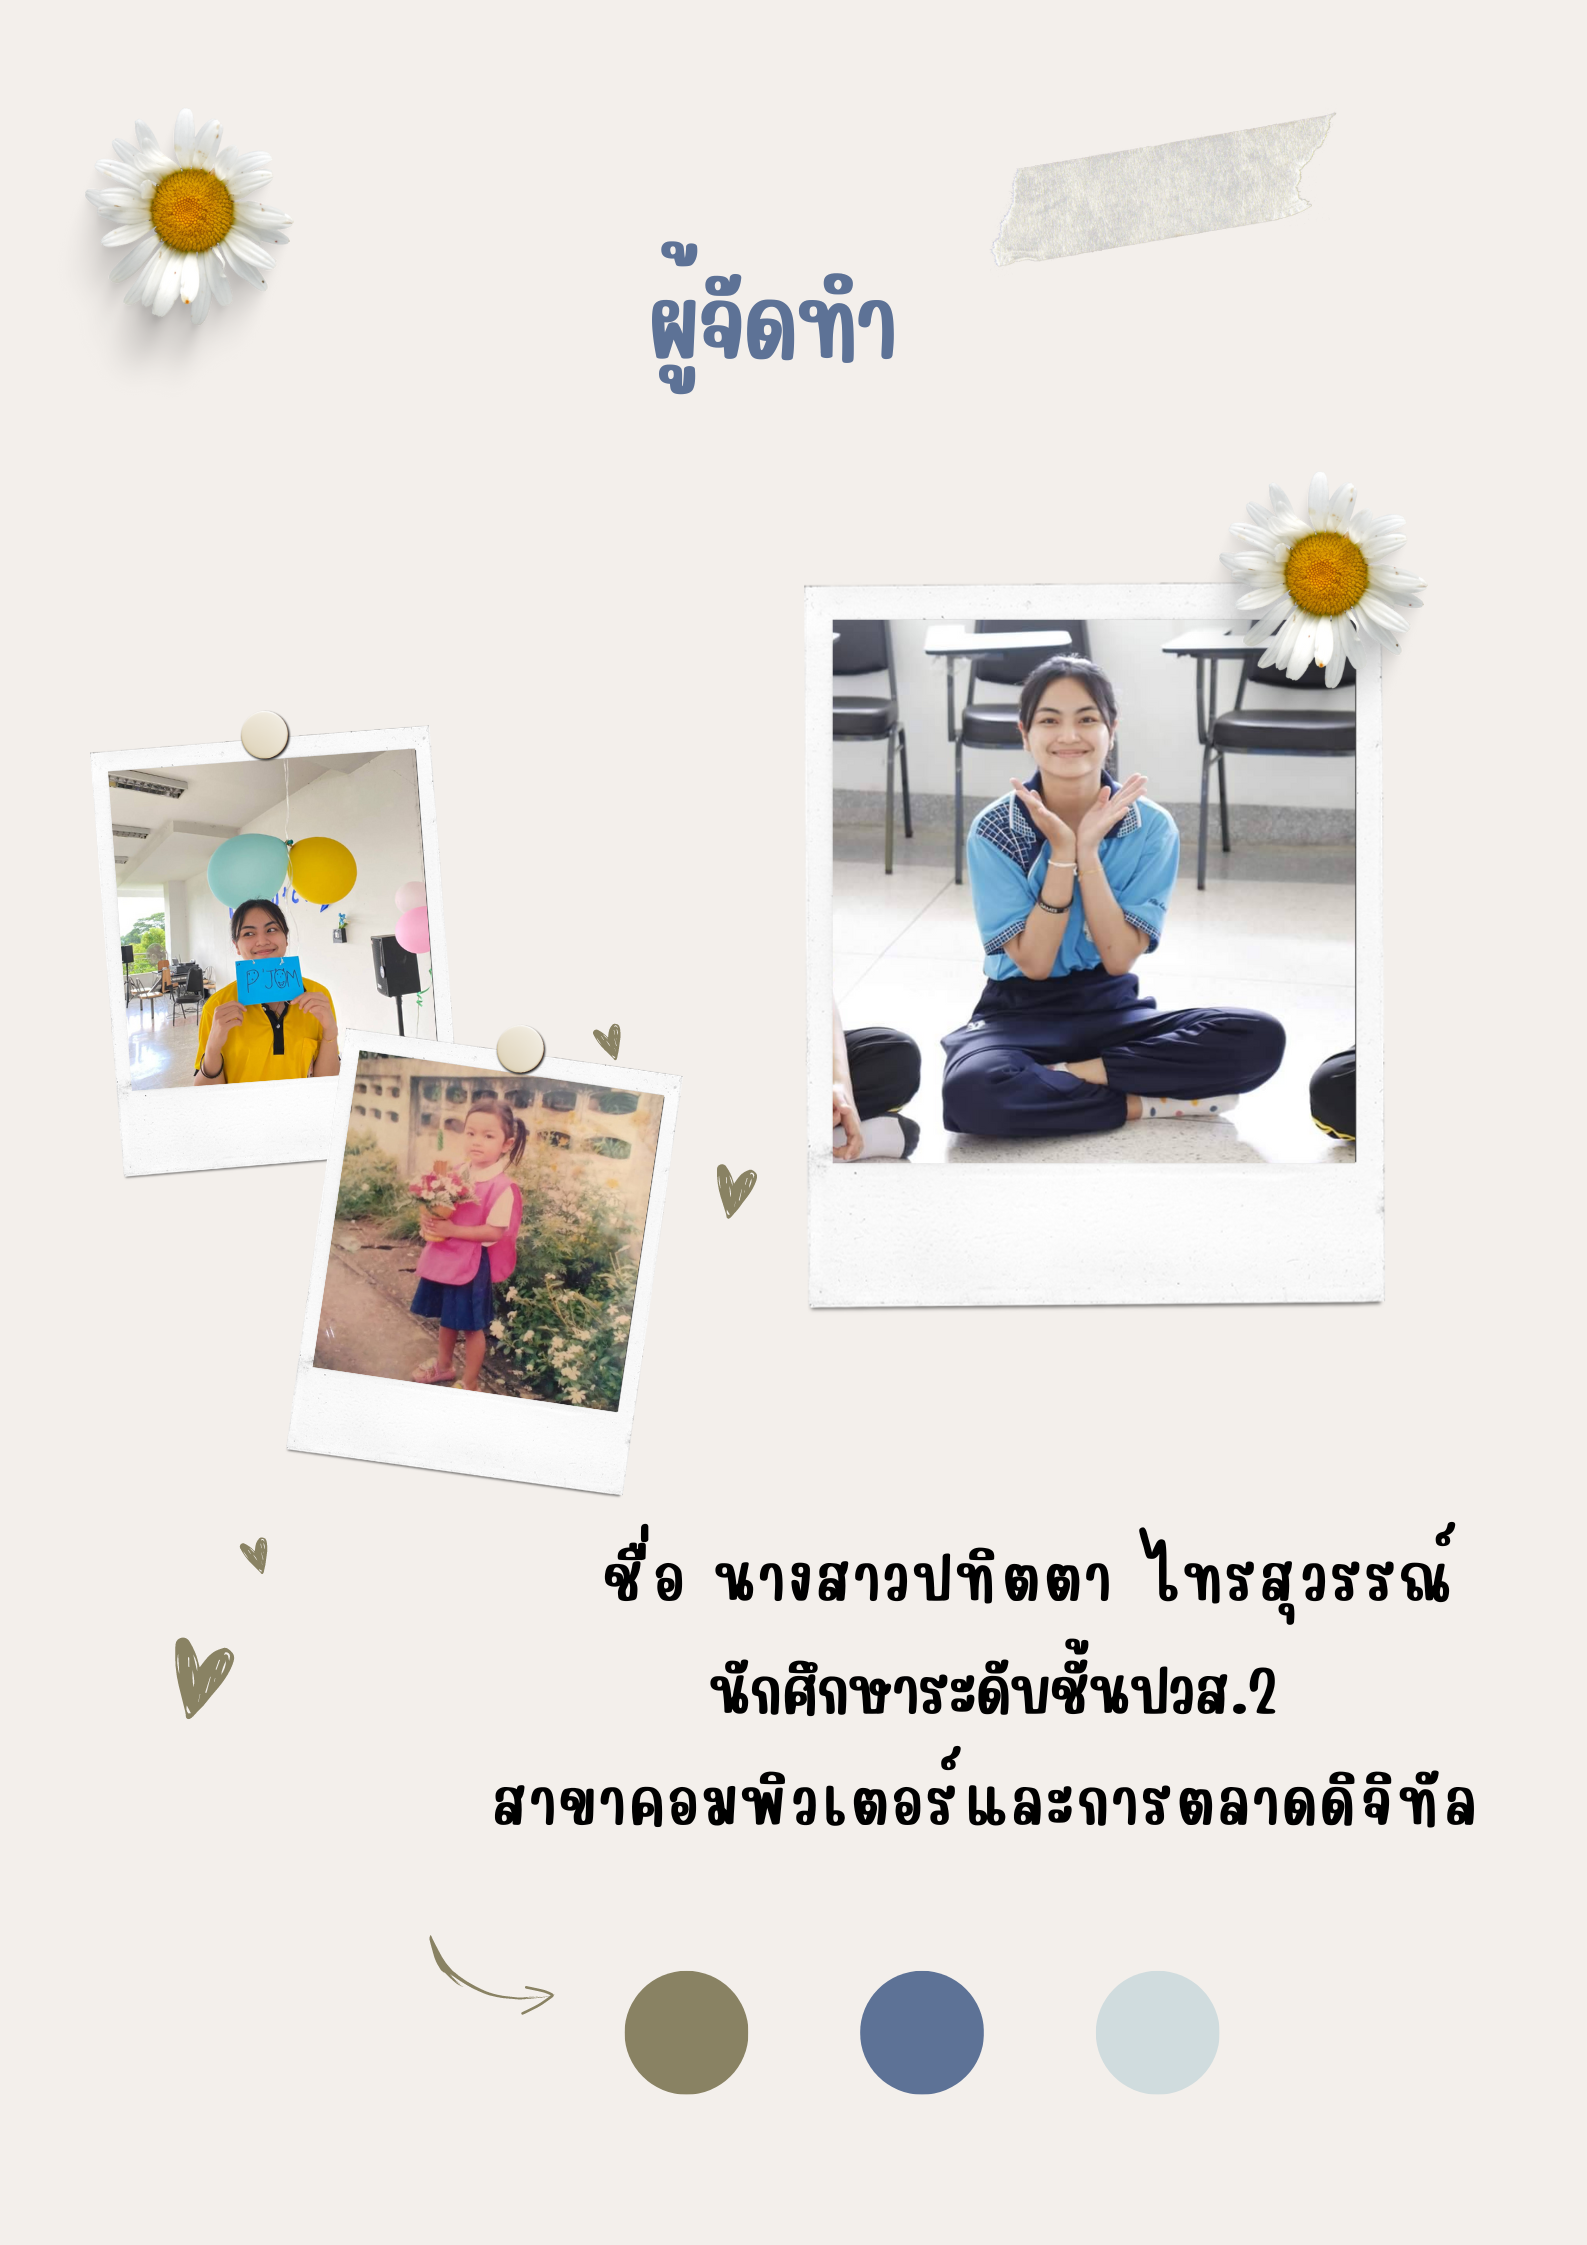 ผู้จัดทำ
P'JOM
ชื่อ นางสาวปทิตตา ไทรสุวรรณ์
นักศึกษาระดับชั้นปวส.2
สาขาคอมพิวเตอร์และการตลาดดิจิทัล